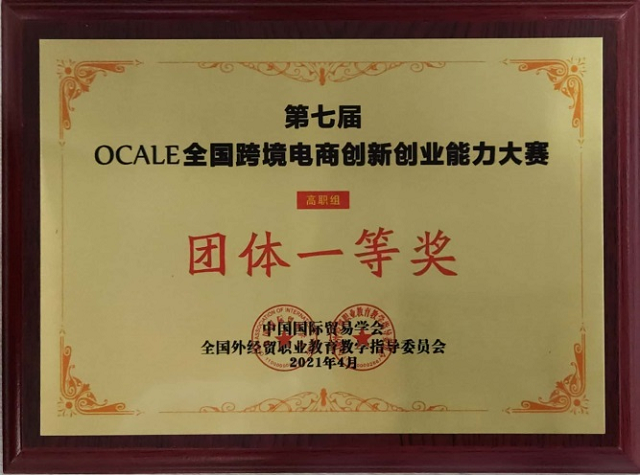 第七届
OCALE全国跨境电商创新创业能力大赛
高职组
团体一等奖
中国国际贸易学会
全国外经贸职业教育教学指导委员会
2021年4月